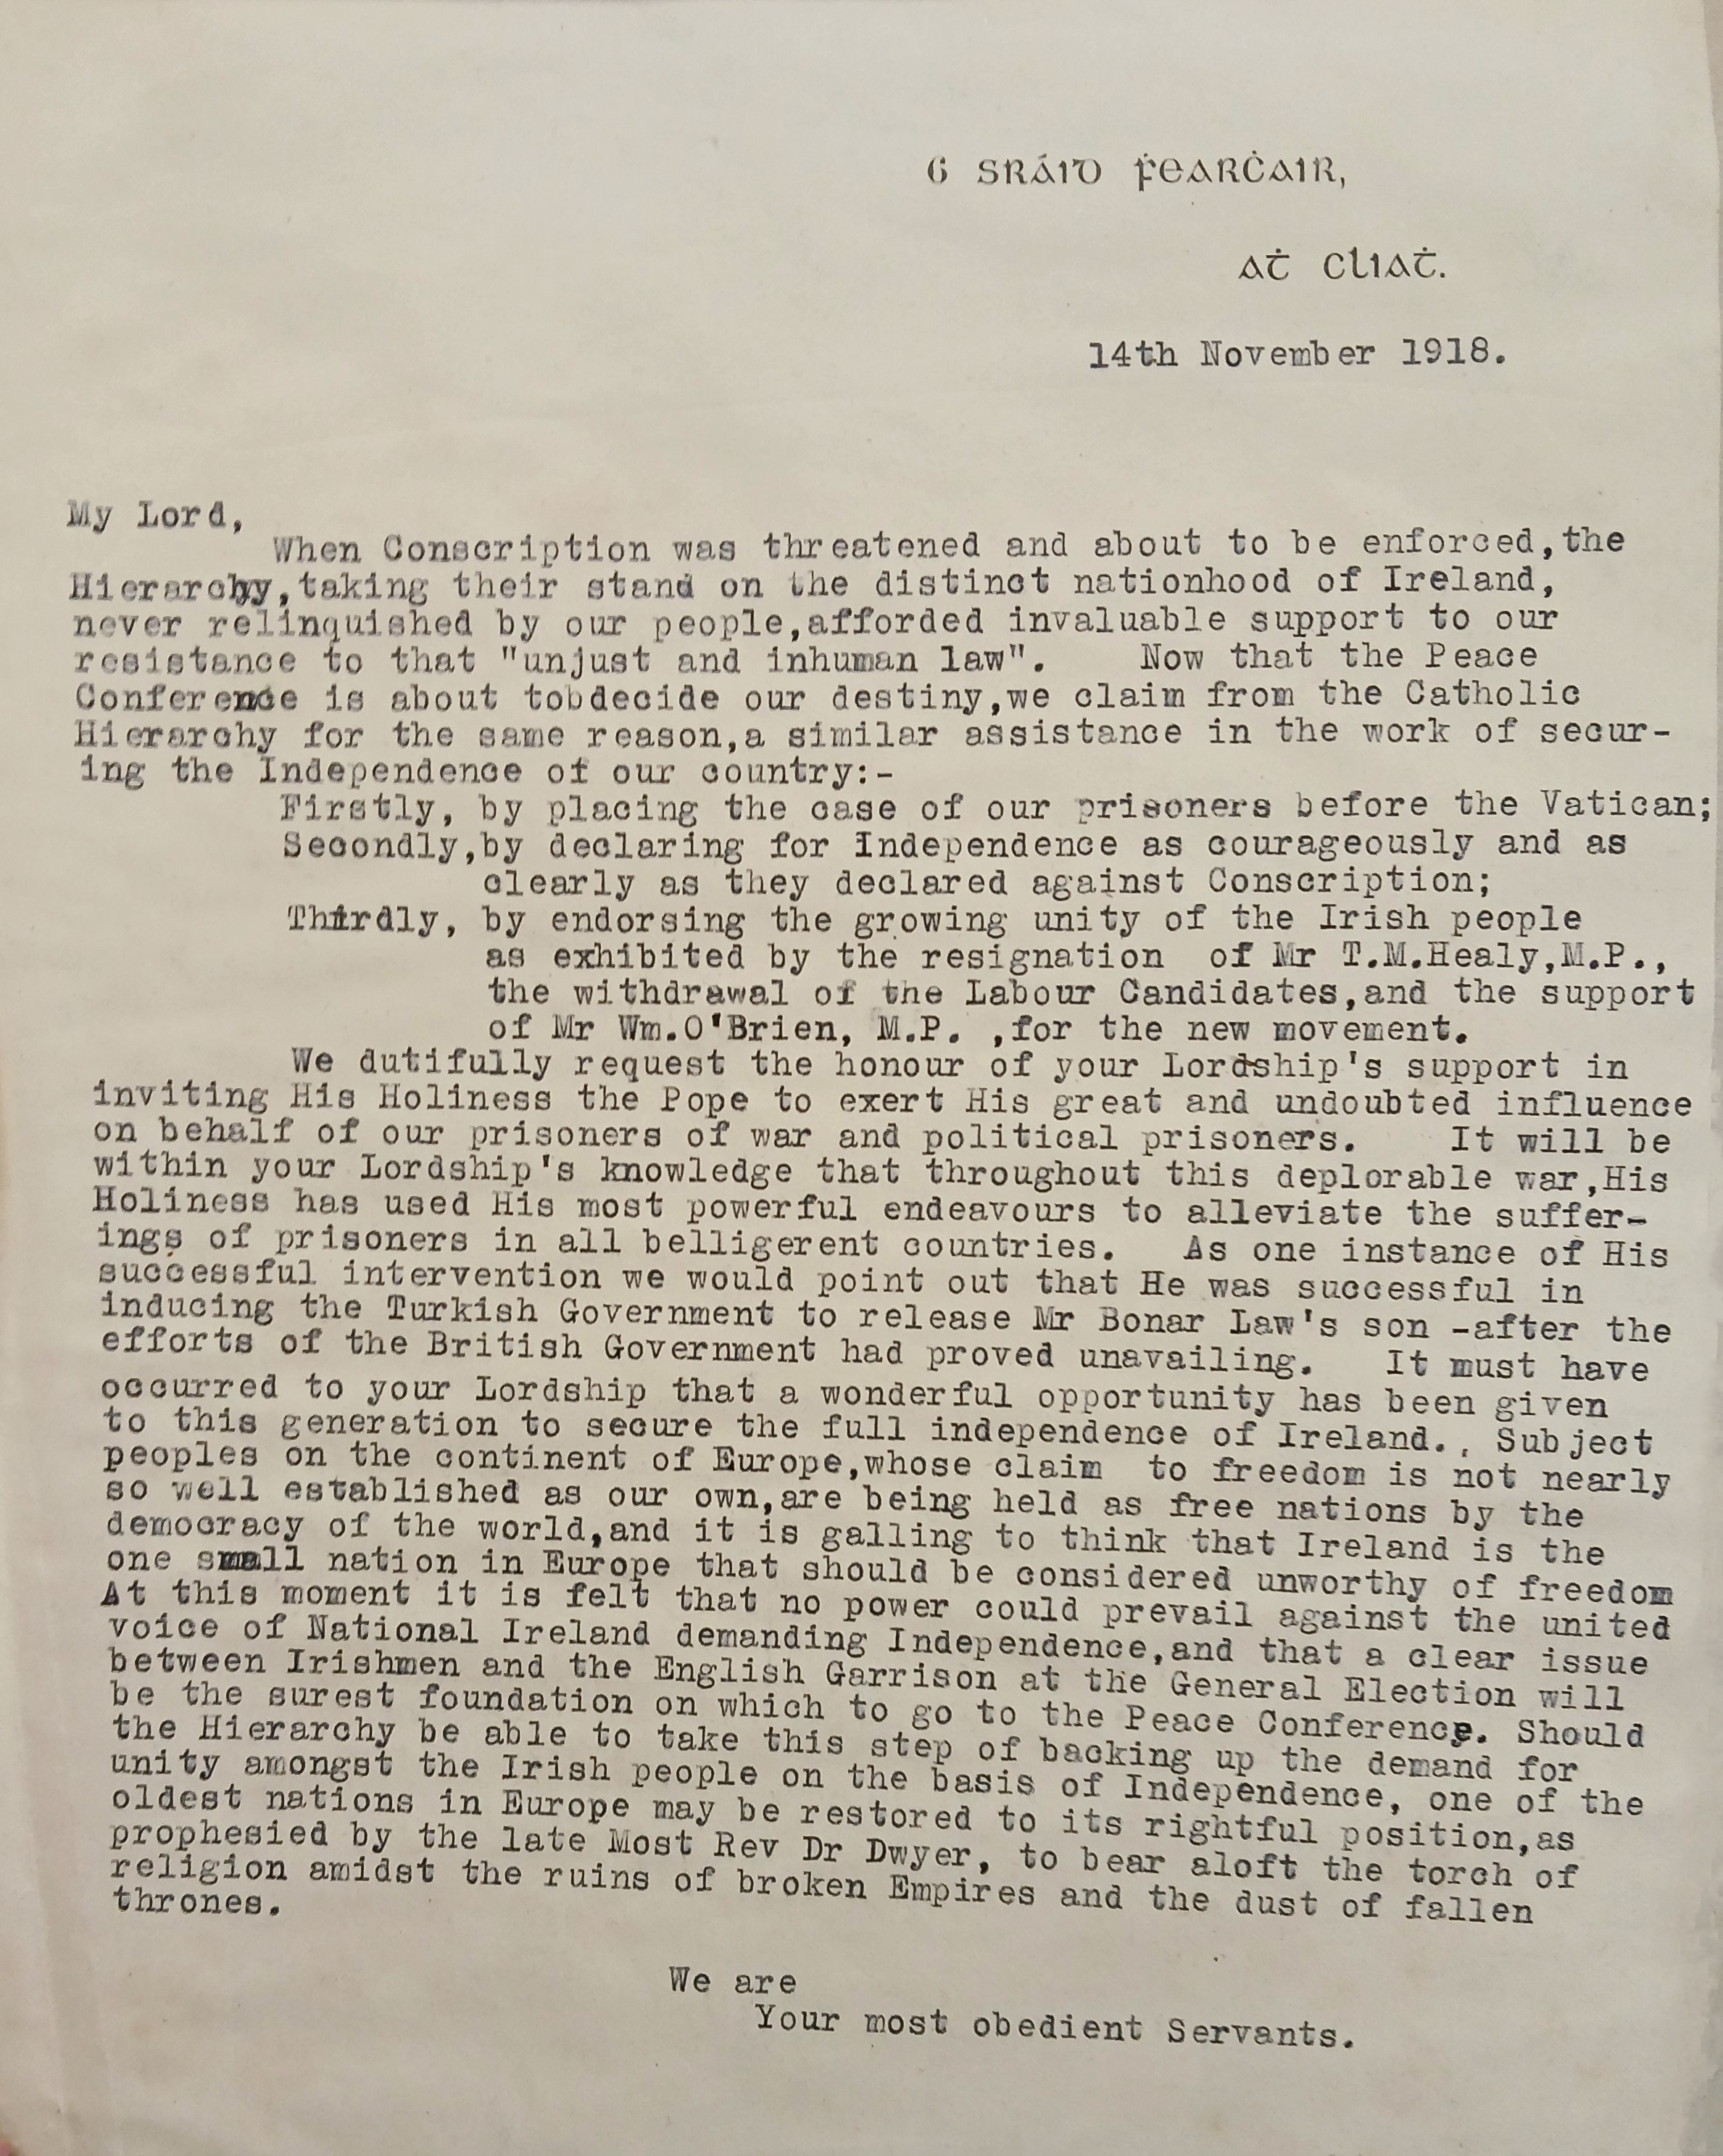 6 SRÁID ḞEARĊAIR,
AṪ CLIAṪ.
14th November 1918.
My Lord,
When Conscription was threatened and about to be enforced,the
Hierarchy,taking their stand on the distinct nationhood of Ireland,
never relinquished by our people,afforded invaluable support to our
resistance to that "unjust and inhuman law". Now that the Peace
Conference is about tobdecide our destiny,we claim from the Catholic
Hierarchy for the same reason,a similar assistance in the work of secur-
ing the Independence of our country:-
Firstly, by placing the case of our prisoners before the Vatican;
Secondly,by declaring for Independence as courageously and as
clearly as they declared against Conscription;
Thirdly, by endorsing the growing unity of the Irish people
as exhibited by the resignation of Mr T.M.Healy,M.P.,
the withdrawal of the Labour Candidates,and the support
of Mr Wm.O'Brien, M.P. ,for the new movement.
We dutifully request the honour of your Lordship's support in
inviting His Holiness the Pope to exert His great and undoubted influence
on behalf of our prisoners of war and political prisoners. It will be
within your Lordship's knowledge that throughout this deplorable war,His
Holiness has used His most powerful endeavours to alleviate the suffer-
ings of prisoners in all belligerent countries. As one instance of His
successful intervention we would point out that He was successful in
inducing the Turkish Government to release Mr Bonar Law's son -after the
efforts of the British Government had proved unavailing. It must have
occurred to your Lordship that a wonderful opportunity has been given
to this generation to secure the full independence of Ireland.. Subject
peoples on the continent of Europe,whose claim to freedom is not nearly
so well established as our own,are being held as free nations by the
democracy of the world,and it is galling to think that Ireland is the
one small nation in Europe that should be considered unworthy of freedom
At this moment it is felt that no power could prevail against the united
voice of National Ireland demanding Independence,and that a clear issue
between Irishmen and the English Garrison at the General Election will
be the surest foundation on which to go to the Peace Conference. Should
the Hierarchy be able to take this step of backing up the demand for
unity amongst the Irish people on the basis of Independence, one of the
oldest nations in Europe may be restored to its rightful position,as
prophesied by the late Most Rev Dr Dwyer, to bear aloft the torch of
religion amidst the ruins of broken Empires and the dust of fallen
thrones.
We are
Your most obedient Servants.